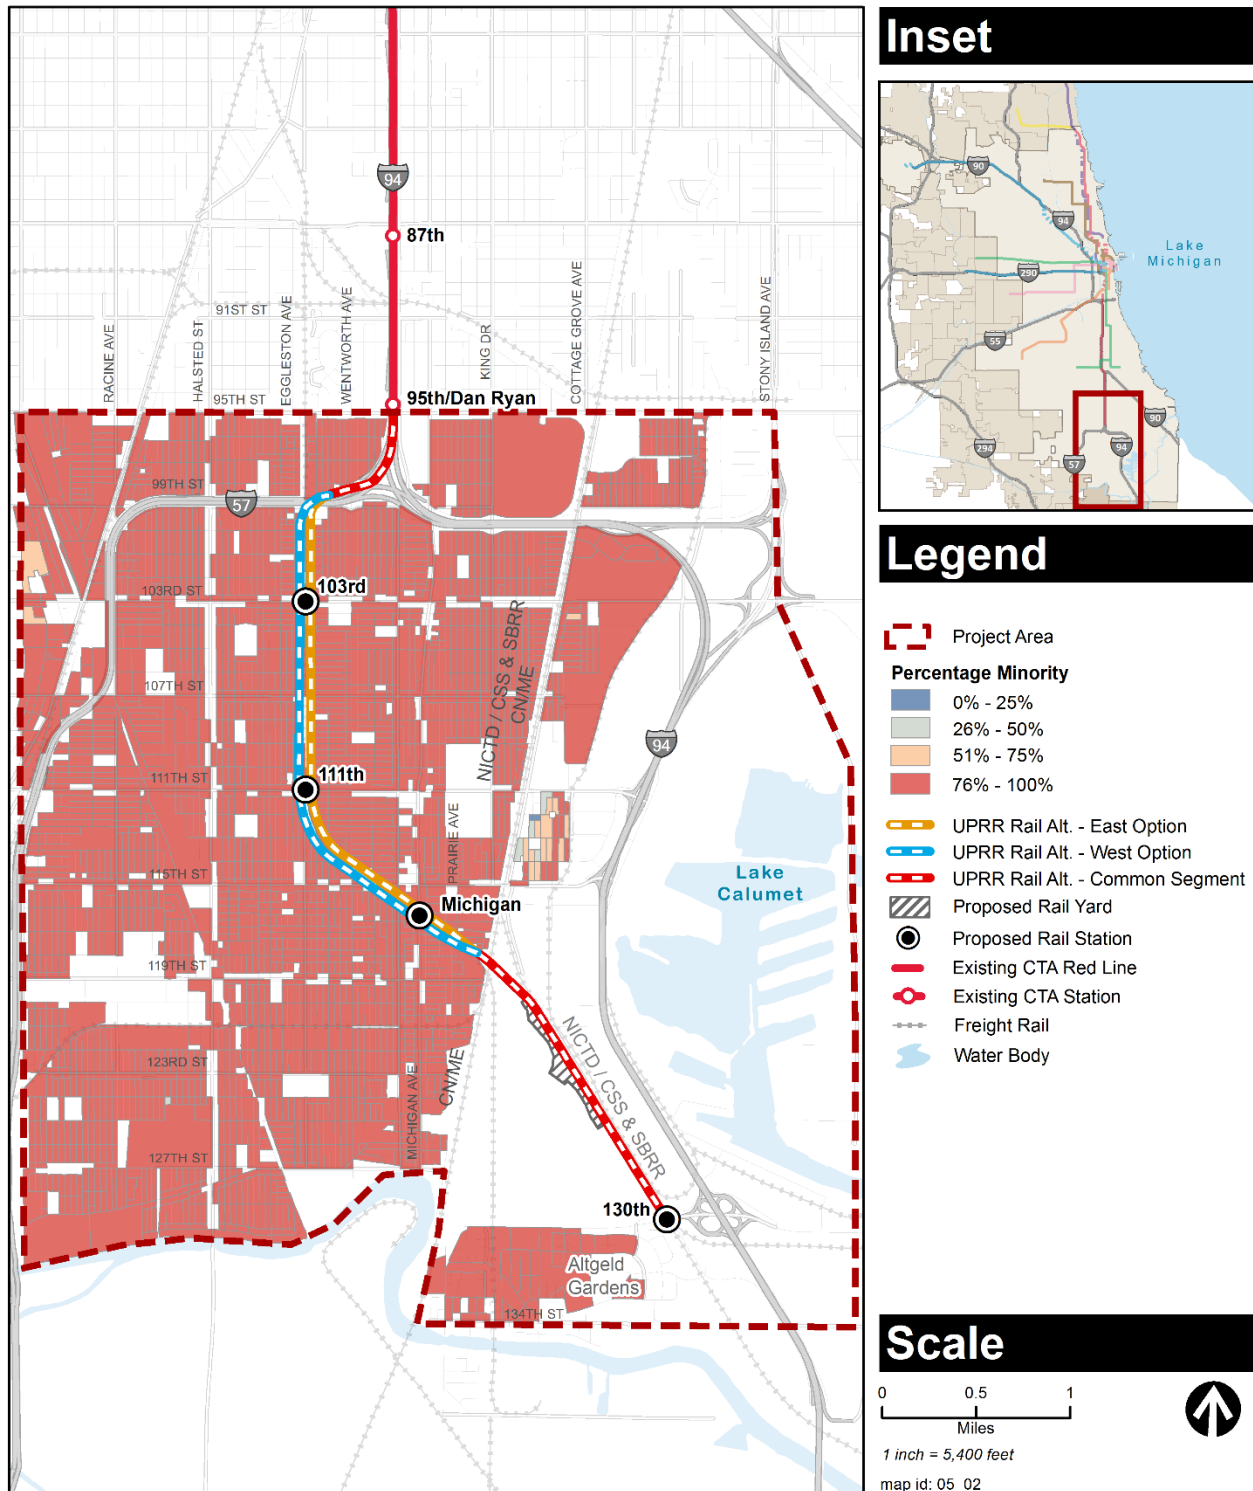 94
87th
91ST ST
RACINE AVE
HALSTED ST
EGGLESTON AVE
WENTWORTH AVE
KING DR
COTTAGE GROVE AVE
STONY ISLAND AVE
95TH ST
95th/Dan Ryan
99TH ST
57
103RD ST
103rd
NICTD / CSS & SBRR
CN/ME
107TH ST
94
111TH ST
111th
PRAIRIE AVE
115TH ST
Lake
Calumet
Michigan
119TH ST
NICTD / CSS & SBRR
123RD ST
CN/ME
MICHIGAN AVE
127TH ST
130th
Altgeld
Gardens
134TH ST
Inset
90
94
Lake
Michigan
290
55
90
294
57
94
Legend
Project Area
Percentage Minority
0% - 25%
26% - 50%
51% - 75%
76% - 100%
UPRR Rail Alt. - East Option
UPRR Rail Alt. - West Option
UPRR Rail Alt. - Common Segment
Proposed Rail Yard
Proposed Rail Station
Existing CTA Red Line
Existing CTA Station
Freight Rail
Water Body
Scale
0 0.5 1
Miles
1 inch = 5,400 feet
map id: 05_02